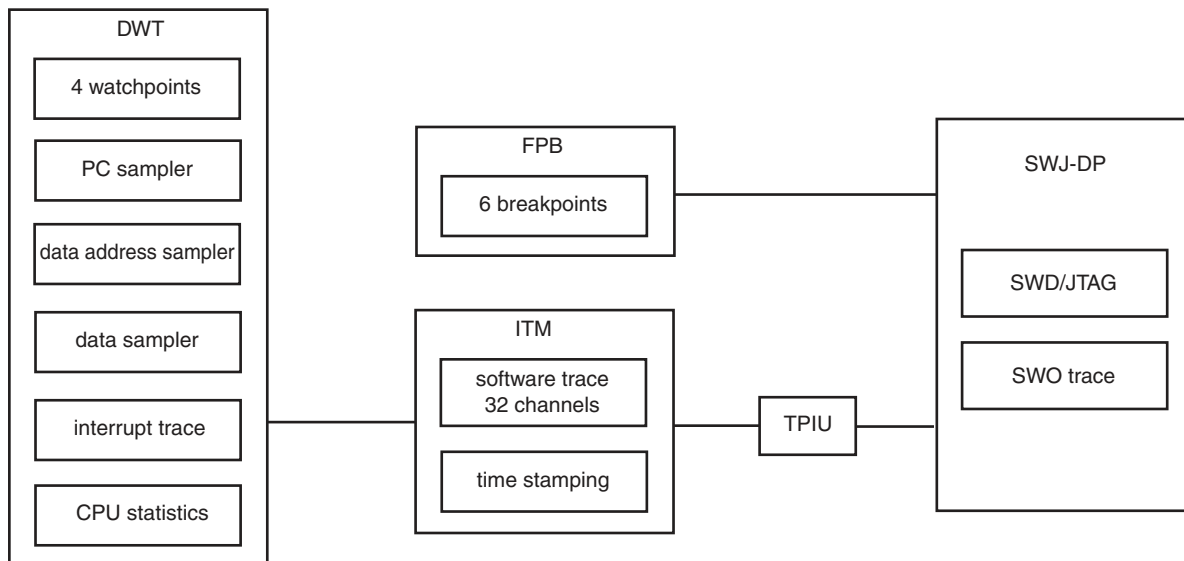 DWT
4 watchpoints
PC sampler
data address sampler
data sampler
interrupt trace
CPU statistics
FPB
6 breakpoints
ITM
software trace
32 channels
time stamping
TPIU
SWJ-DP
SWD/JTAG
SWO trace